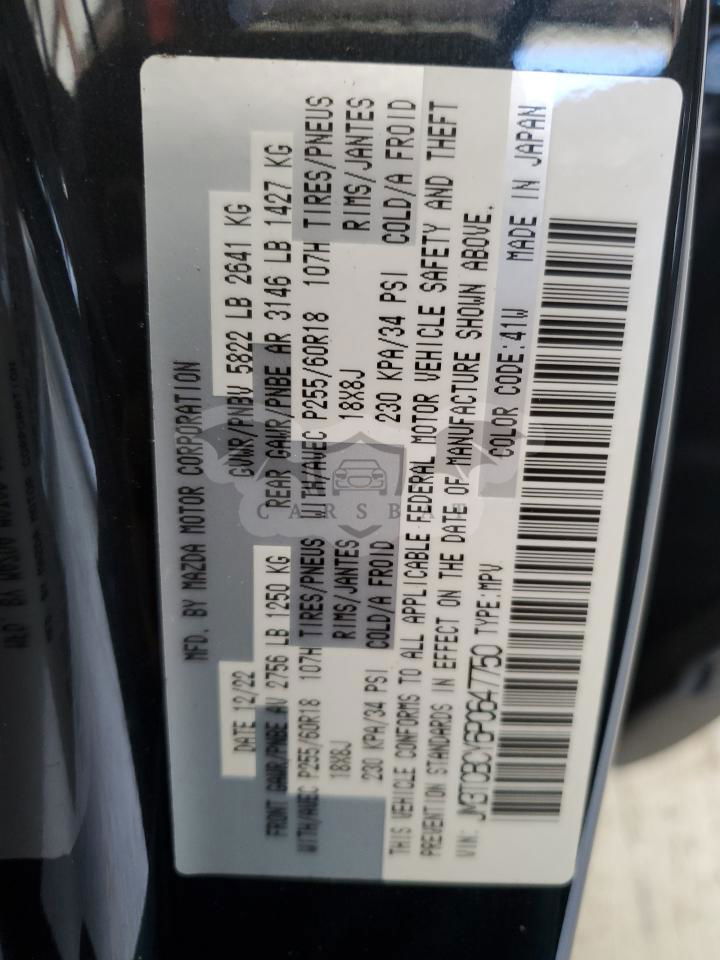 MFD. BY MAZDA MOTOR CORPORATION
DATE 12/22 GVWR/PNBV 5822 LB 2641 KG
FRONT GAWR/PNBE AV 2756 LB 1250 KG REAR GAWR/PNBE AR 3146 LB 1427 KG
WITH/AVEC P255/60R18 107H TIRES/PNEUS WITH/AVEC P255/60R18 107H TIRES/PNEUS
18X8J RIMS/JANTES 18X8J RIMS/JANTES
230 KPA/34 PSI COLD/A FROID 230 KPA/34 PSI COLD/A FROID
THIS VEHICLE CONFORMS TO ALL APPLICABLE FEDERAL MOTOR VEHICLE SAFETY AND THEFT
PREVENTION STANDARDS IN EFFECT ON THE DATE OF MANUFACTURE SHOWN ABOVE.
VIN: JM3TCBCY6P0647750 TYPE:MPV COLOR CODE:41W MADE IN JAPAN